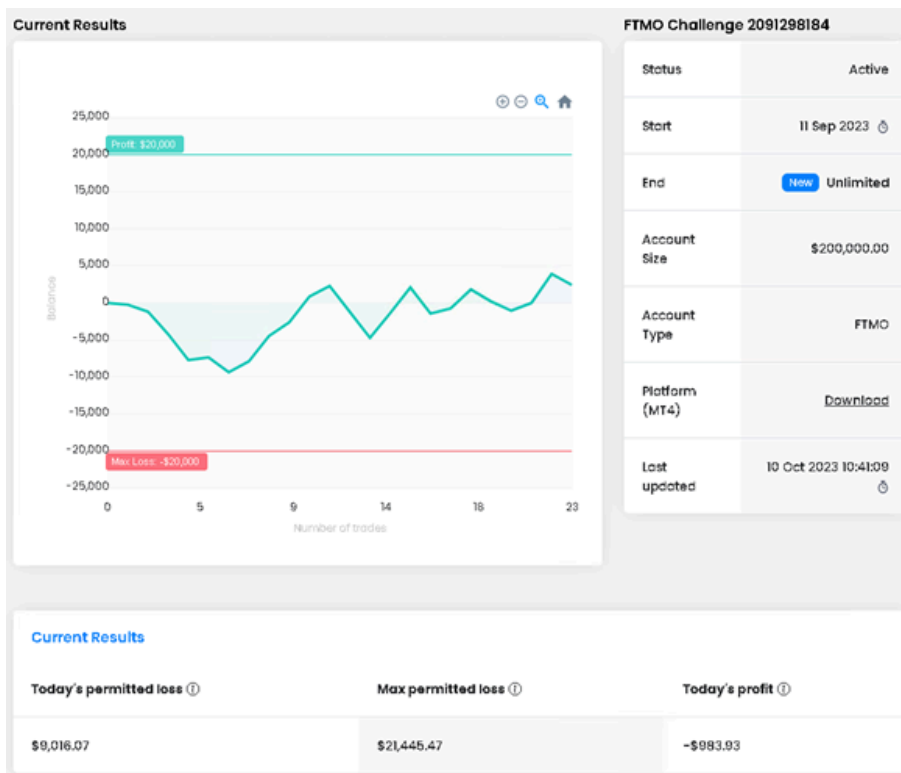 Current Results
FTMO Challenge 2091298184
25,000
Profit: $20,000
20,000
15,000
10,000
5,000
0
-5,000
-10,000
-15,000
-20,000
Max Loss: -$20,000
-25,000
Balance
0 5 9 14 18 23
Number of trades
Status Active
Start 11 Sep 2023
End New Unlimited
Account
Size $200,000.00
Account
Type FTMO
Platform
(MT4) Download
Last
updated 10 Oct 2023 10:41:09
Current Results
Today's permitted loss Max permitted loss Today's profit
$9,016.07 $21,445.47 -$983.93